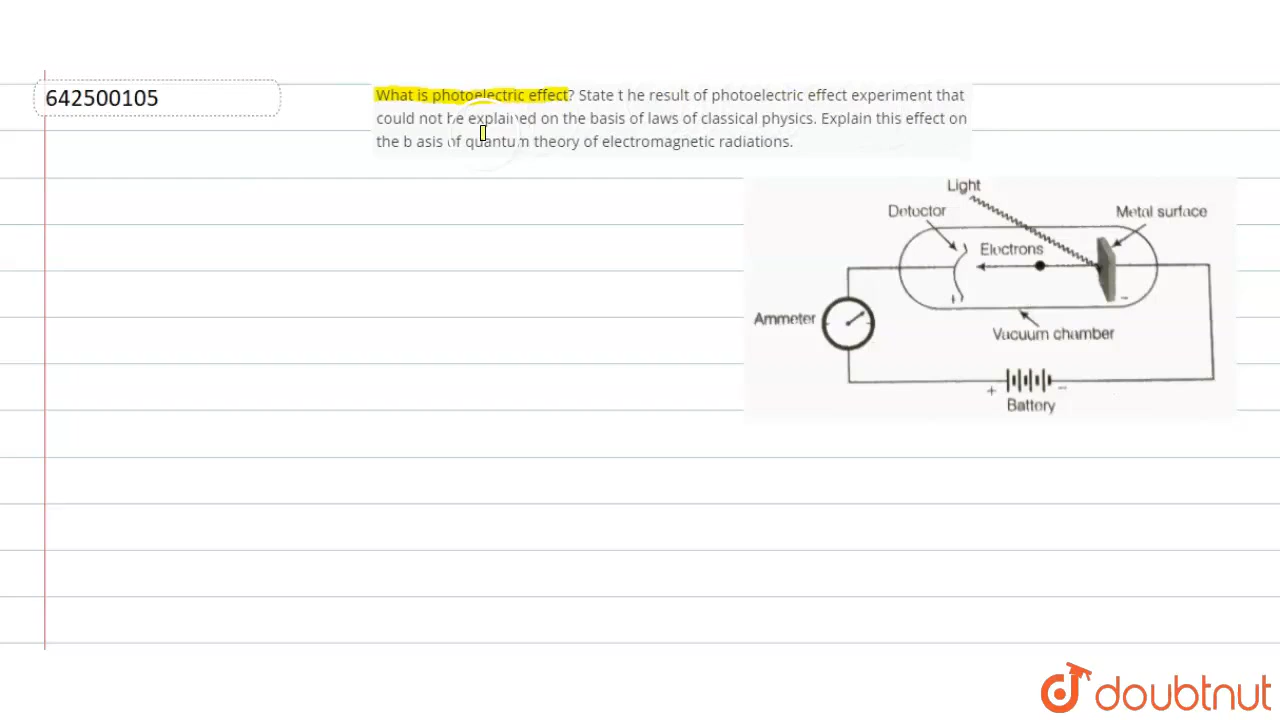 642500105
What is photoelectric effect? State t he result of photoelectric effect experiment that
could not be explained on the basis of laws of classical physics. Explain this effect on
the b asis of quantum theory of electromagnetic radiations.
Light
Detector
Metal surface
Electrons
+
-
Ammeter
Vacuum chamber
+
-
Battery
doubtnut